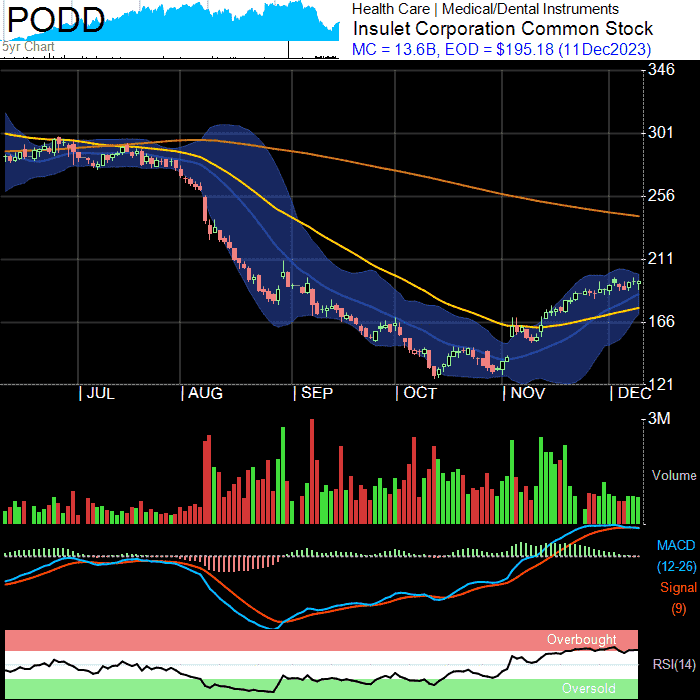 PODD
5yr Chart
Health Care | Medical/Dental Instruments
Insulet Corporation Common Stock
MC = 13.6B, EOD = $195.18 (11Dec2023)
346
301
256
211
166
121
| JUL | AUG | SEP | OCT | NOV | DEC
3M
Volume
MACD
(12-26)
Signal
(9)
Overbought
RSI(14)
Oversold